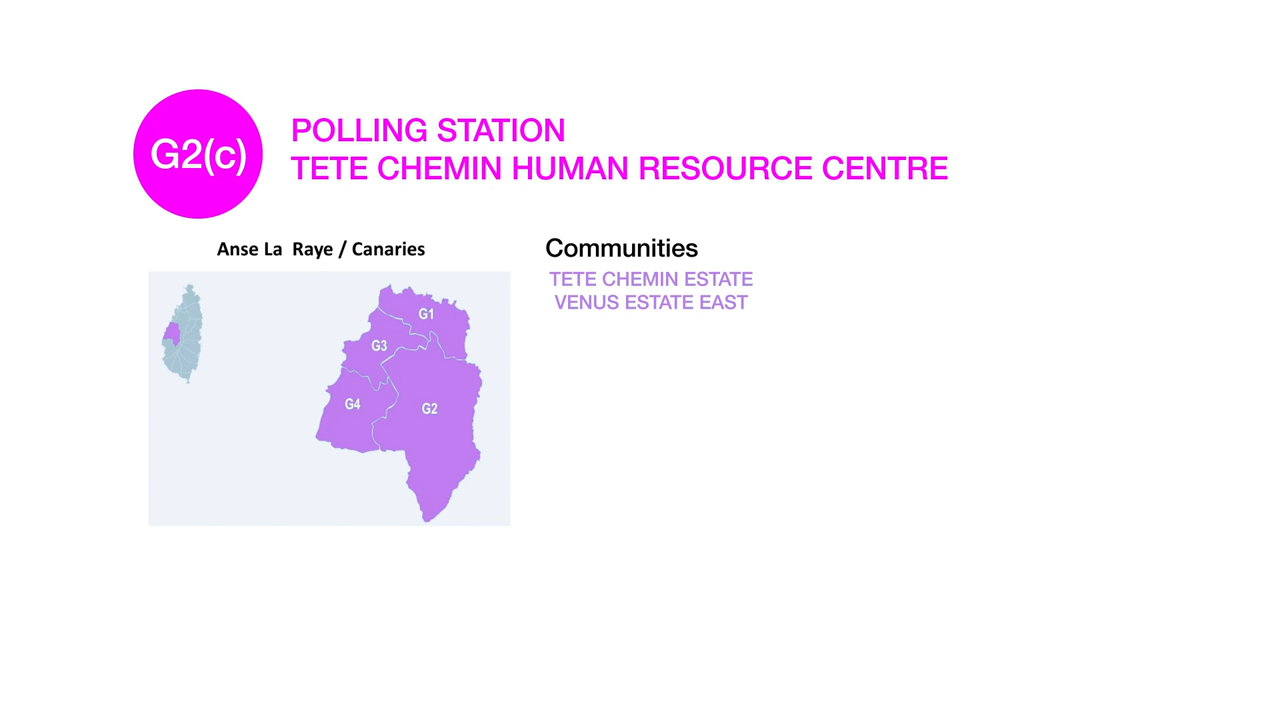 G2(c)
POLLING STATION
TETE CHEMIN HUMAN RESOURCE CENTRE
Anse La  Raye / Canaries
G1
G3
G4
G2
Communities
TETE CHEMIN ESTATE
VENUS ESTATE EAST